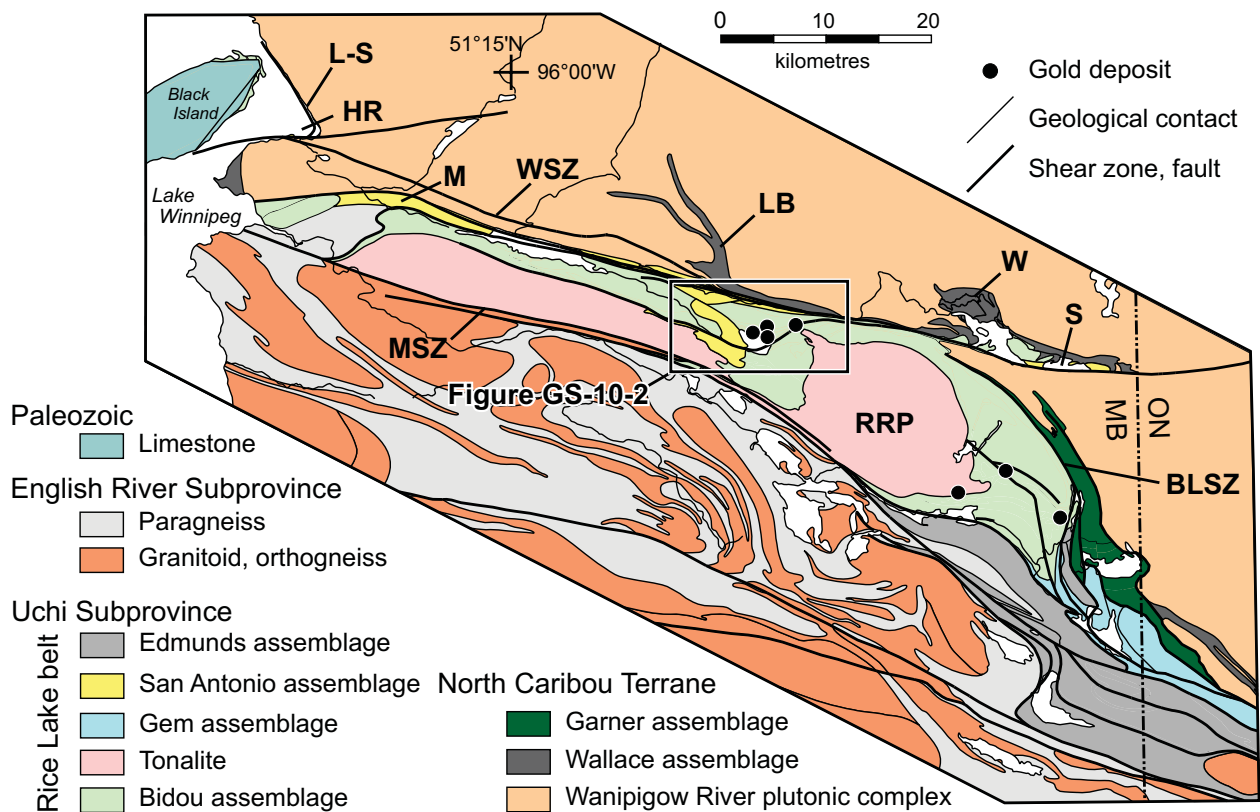 0 10 20
kilometres
51°15'N
96°00'W
Gold deposit
Geological contact
Shear zone, fault
L-S
Black
Island
HR
M
WSZ
LB
Lake
Winnipeg
W
S
MSZ
Figure GS-10-2
RRP
MB
ON
BLSZ
Paleozoic
Limestone
English River Subprovince
Paragneiss
Granitoid, orthogneiss
Uchi Subprovince
Rice Lake belt
Edmunds assemblage
San Antonio assemblage
Gem assemblage
Tonalite
Bidou assemblage
North Caribou Terrane
Garner assemblage
Wallace assemblage
Wanipigow River plutonic complex